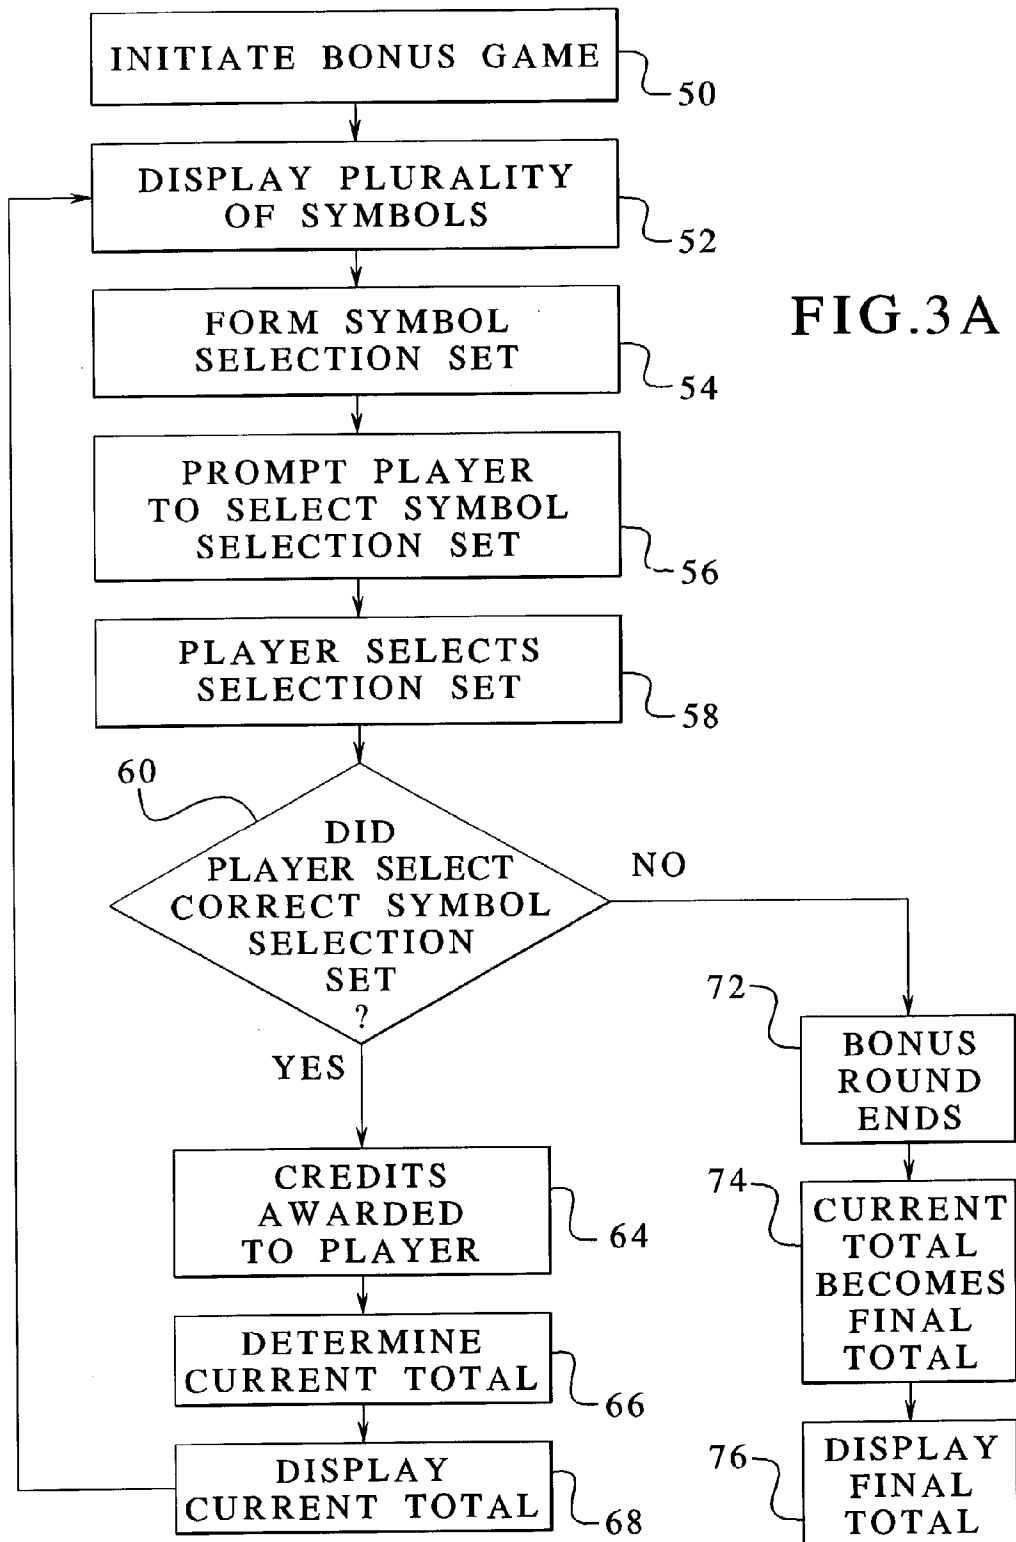 INITIATE BONUS GAME
50
DISPLAY PLURALITY
OF SYMBOLS
52
FIG.3A
FORM SYMBOL
SELECTION SET
54
PROMPT PLAYER
TO SELECT SYMBOL
SELECTION SET
56
PLAYER SELECTS
SELECTION SET
58
60
DID
PLAYER SELECT
CORRECT SYMBOL
SELECTION
SET
?
NO
YES
72
BONUS
ROUND
ENDS
CREDITS
AWARDED
TO PLAYER
64
74
CURRENT
TOTAL
BECOMES
FINAL
TOTAL
DETERMINE
CURRENT TOTAL
66
DISPLAY
CURRENT TOTAL
68
76
DISPLAY
FINAL
TOTAL